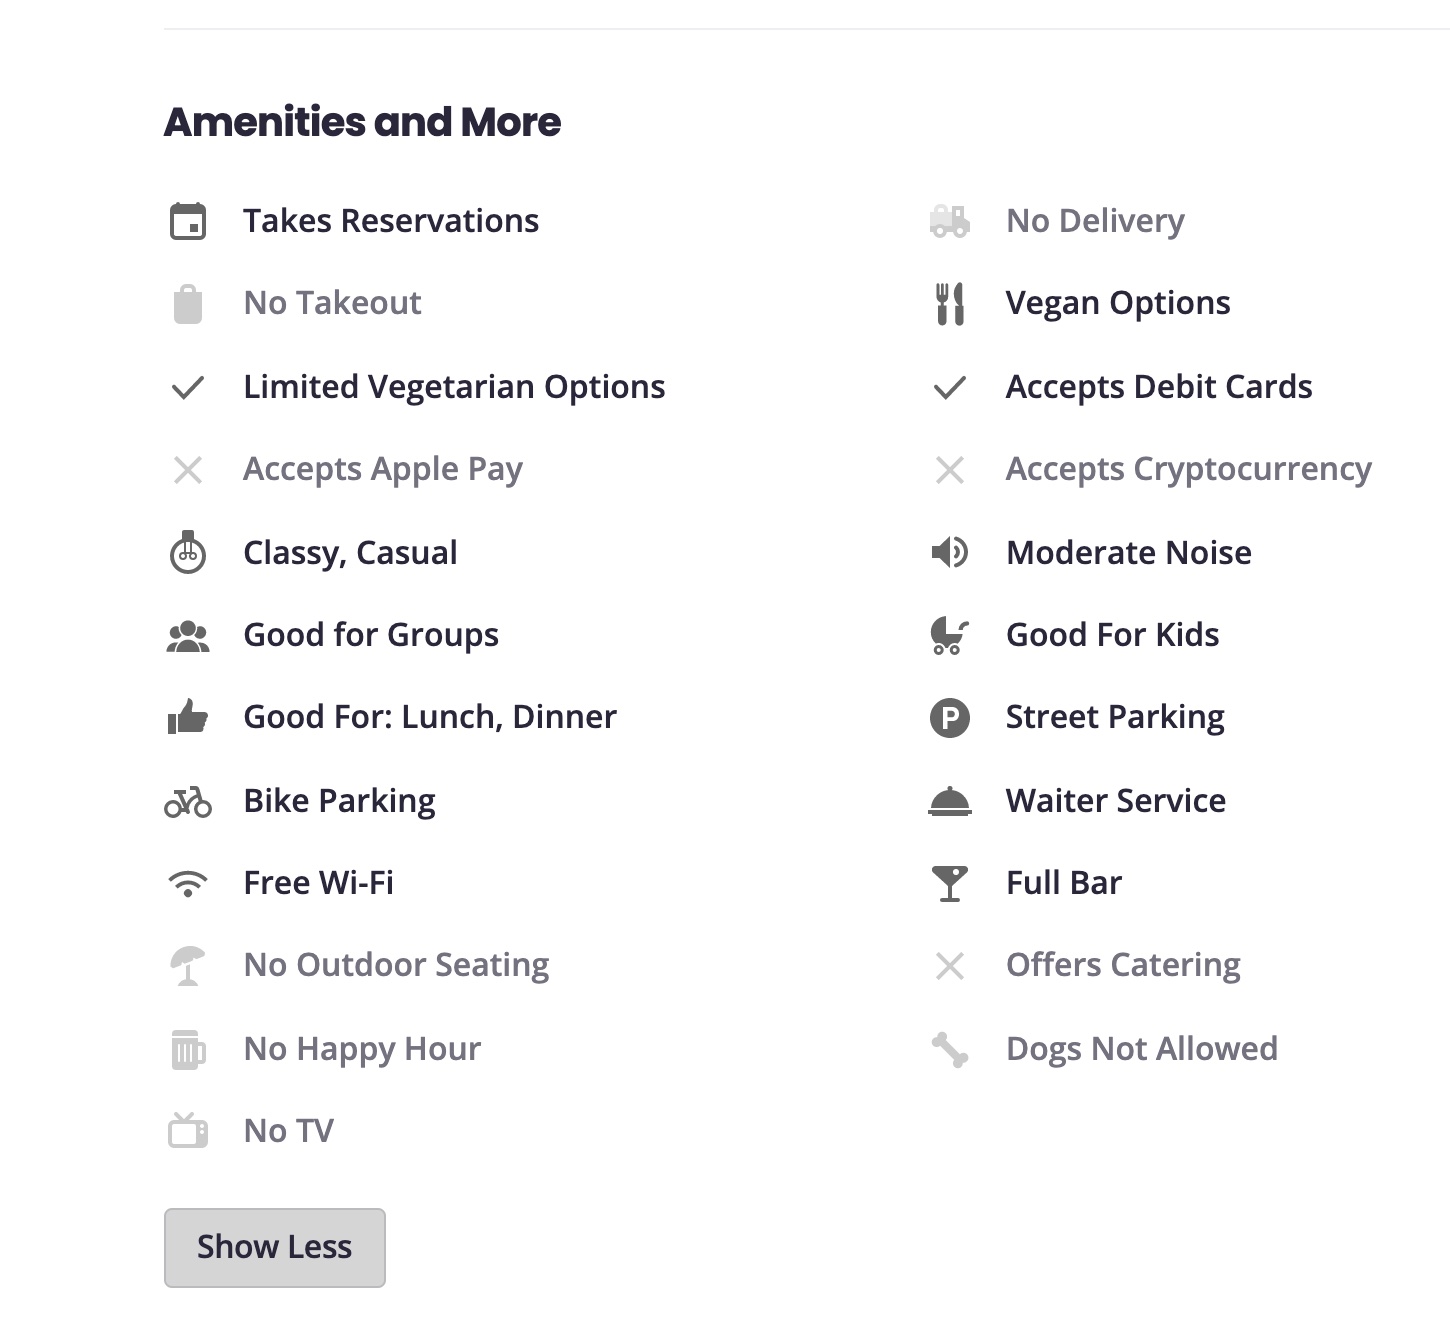 Amenities and More
Takes Reservations
No Delivery
No Takeout
Vegan Options
Limited Vegetarian Options
Accepts Debit Cards
Accepts Apple Pay
Accepts Cryptocurrency
Classy, Casual
Moderate Noise
Good for Groups
Good For Kids
Good For: Lunch, Dinner
P
Street Parking
Bike Parking
Waiter Service
Free Wi-Fi
Full Bar
No Outdoor Seating
Offers Catering
No Happy Hour
Dogs Not Allowed
No TV
Show Less